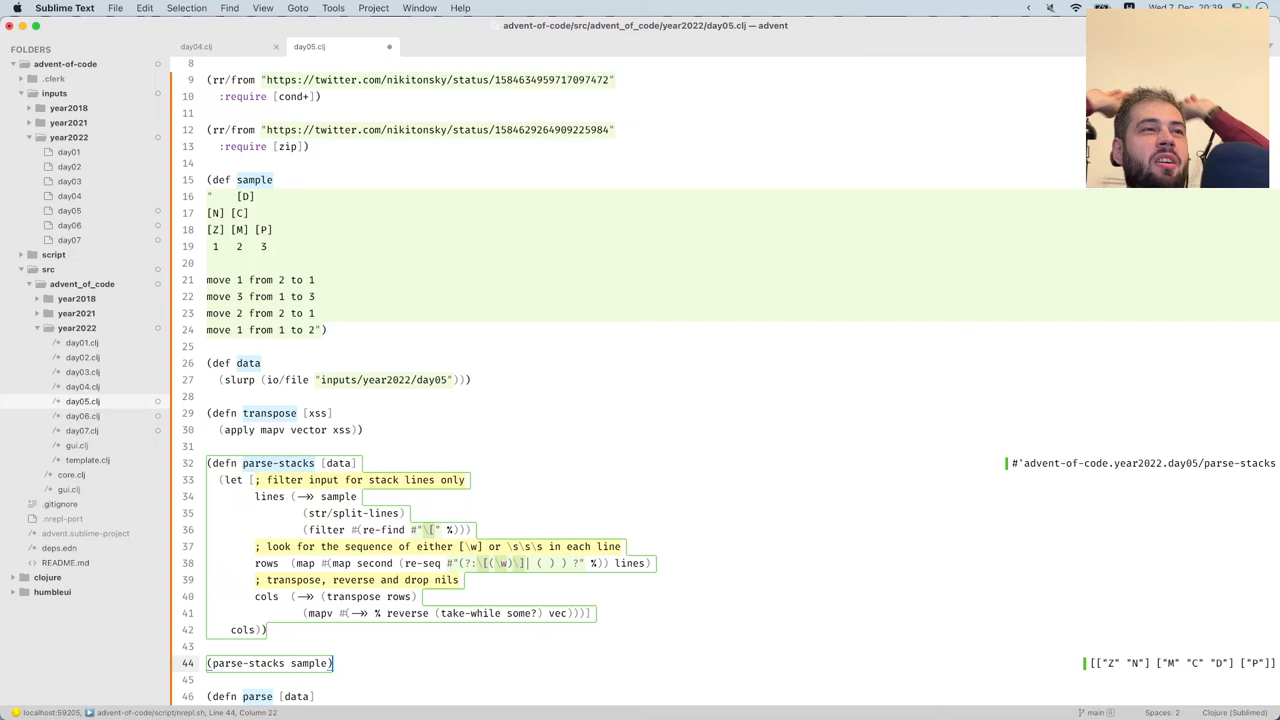 Sublime Text File Edit Selection Find View Goto Tools Project Window Help
W 7. Dec 20:39
advent-of-code/src/advent_of_code/year2022/day05.clj — advent
FOLDERS
advent-of-code
.clerk
inputs
year2018
year2021
year2022
day01
day02
day03
day04
day05
day06
day07
script
src
advent_of_code
year2018
year2021
year2022
day01.clj
day02.clj
day03.clj
day04.clj
day05.clj
day06.clj
day07.clj
gui.clj
template.clj
core.clj
gui.clj
.gitignore
.nrepl-port
advent.sublime-project
deps.edn
README.md
clojure
humbleui
day04.clj
day05.clj
8
9 (rr/from "https://twitter.com/nikitonsky/status/1584634959717097472"
10 :require [cond+])
11
12 (rr/from "https://twitter.com/nikitonsky/status/1584629264909225984"
13 :require [zip])
14
15 (def sample
16 "    [D]
17 [N] [C]
18 [Z] [M] [P]
19 1 2 3
20
21 move 1 from 2 to 1
22 move 3 from 1 to 3
23 move 2 from 2 to 1
24 move 1 from 1 to 2")
25
26 (def data
27 (slurp (io/file "inputs/year2022/day05")))
28
29 (defn transpose [xss]
30 (apply mapv vector xss))
31
32 (defn parse-stacks [data] #'advent-of-code.year2022.day05/parse-stacks
33 (let [; filter input for stack lines only
34 lines (->> sample
35 (str/split-lines)
36 (filter #(re-find #"\[" %)))
37 ; look for the sequence of either [\w] or \s\s\s in each line
38 rows (map #(map second (re-seq #"(?:\[(\w)\]| ( ) ) ?" %)) lines)
39 ; transpose, reverse and drop nils
40 cols (->> (transpose rows)
41 (mapv #(->> % reverse (take-while some?) vec)))]
42 cols))
43
44 (parse-stacks sample) [["Z" "N"] ["M" "C" "D"] ["P"]]
45
46 (defn parse [data]
localhost:59205, advent-of-code/script/nrepl.sh, Line 44, Column 22 main 6 Spaces: 2 Clojure (Sublimed)